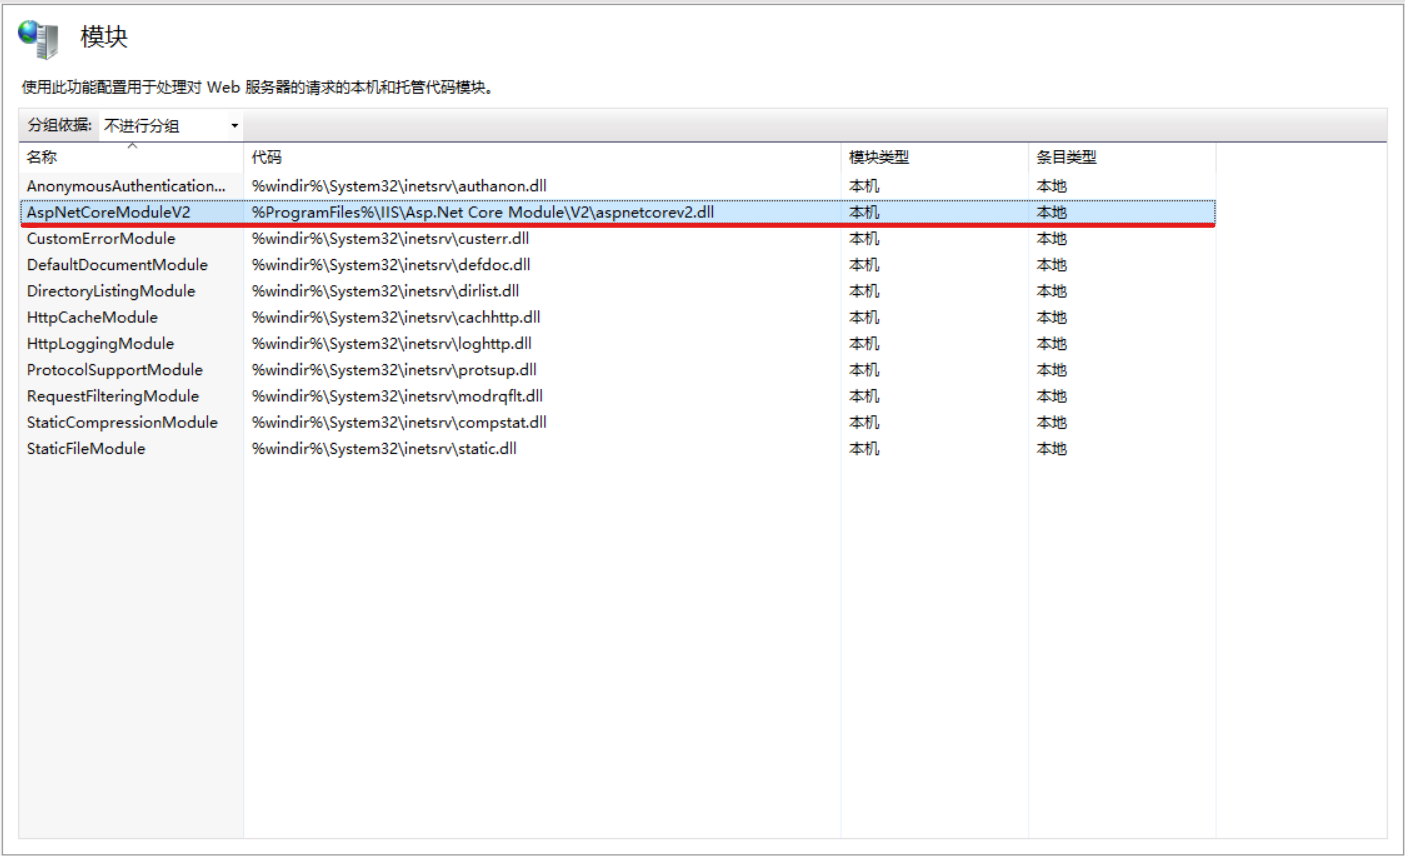 模块
使用此功能配置用于处理对 Web 服务器的请求的本机和托管代码模块。
分组依据: 不进行分组
名称 代码 模块类型 条目类型
AnonymousAuthentication... %windir%\System32\inetsrv\authanon.dll 本机 本地
AspNetCoreModuleV2 %ProgramFiles%\IIS\Asp.Net Core Module\V2\aspnetcorev2.dll 本机 本地
CustomErrorModule %windir%\System32\inetsrv\custerr.dll 本机 本地
DefaultDocumentModule %windir%\System32\inetsrv\defdoc.dll 本机 本地
DirectoryListingModule %windir%\System32\inetsrv\dirlist.dll 本机 本地
HttpCacheModule %windir%\System32\inetsrv\cachhttp.dll 本机 本地
HttpLoggingModule %windir%\System32\inetsrv\loghttp.dll 本机 本地
ProtocolSupportModule %windir%\System32\inetsrv\protsup.dll 本机 本地
RequestFilteringModule %windir%\System32\inetsrv\modrqflt.dll 本机 本地
StaticCompressionModule %windir%\System32\inetsrv\compstat.dll 本机 本地
StaticFileModule %windir%\System32\inetsrv\static.dll 本机 本地